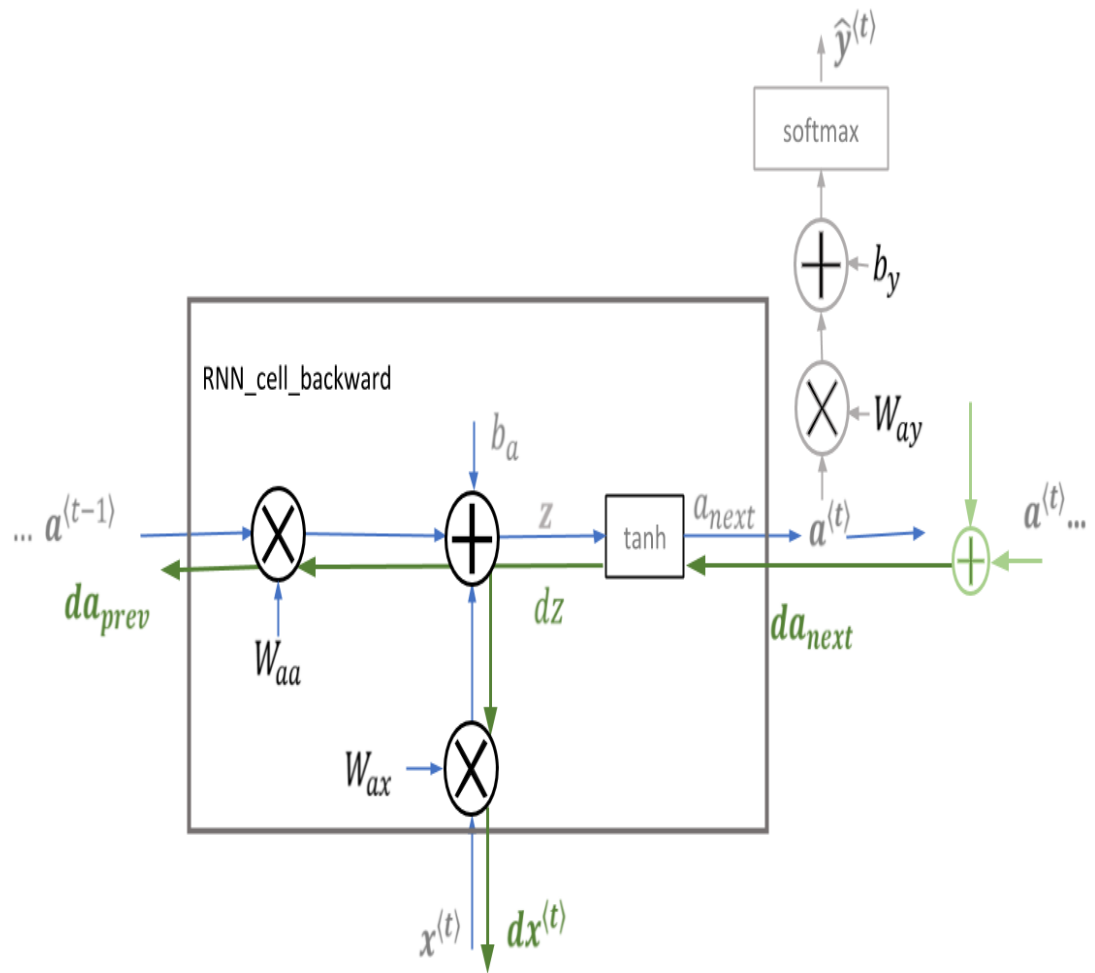 ŷ⟨t⟩
softmax
b_y
RNN_cell_backward
W_ay
b_a
... a⟨t−1⟩
z
a_next
a⟨t⟩
a⟨t⟩...
tanh
da_prev
dz
da_next
W_aa
W_ax
x⟨t⟩
dx⟨t⟩